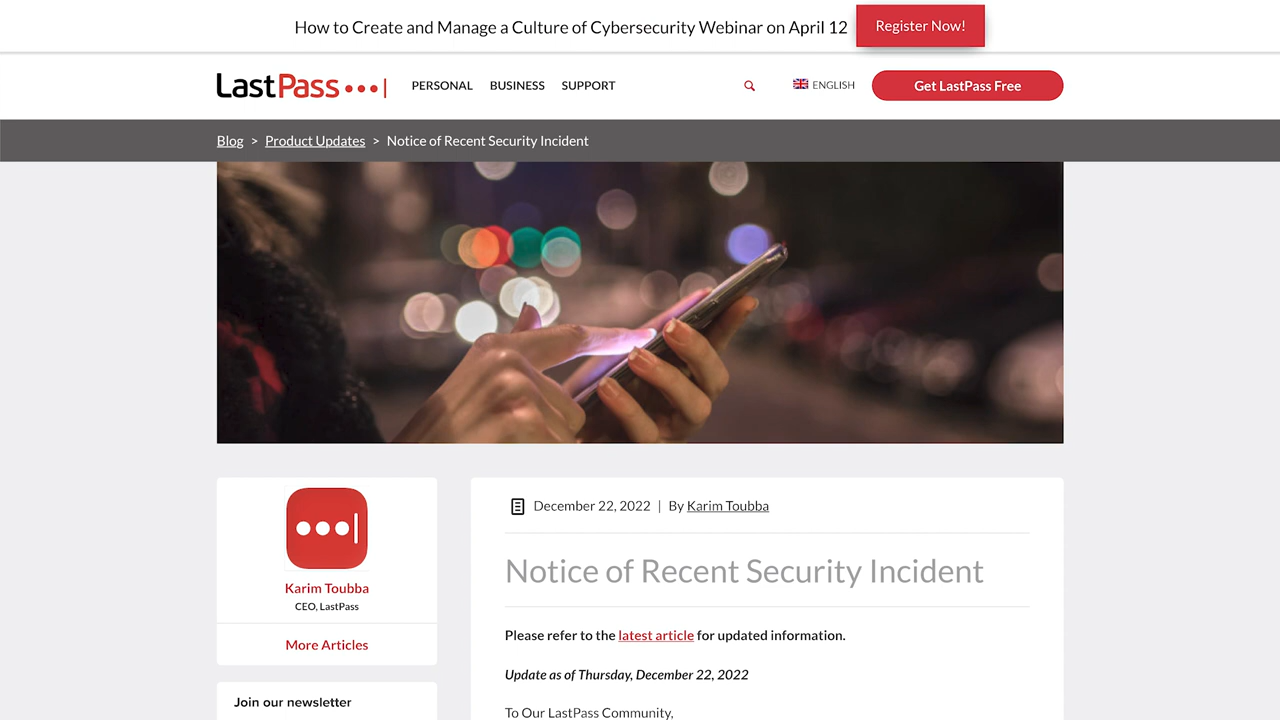 How to Create and Manage a Culture of Cybersecurity Webinar on April 12 Register Now!
LastPass PERSONAL BUSINESS SUPPORT ENGLISH Get LastPass Free
Blog > Product Updates > Notice of Recent Security Incident
Karim Toubba
CEO, LastPass
More Articles
Join our newsletter
December 22, 2022 | By Karim Toubba
Notice of Recent Security Incident
Please refer to the latest article for updated information.
Update as of Thursday, December 22, 2022
To Our LastPass Community,